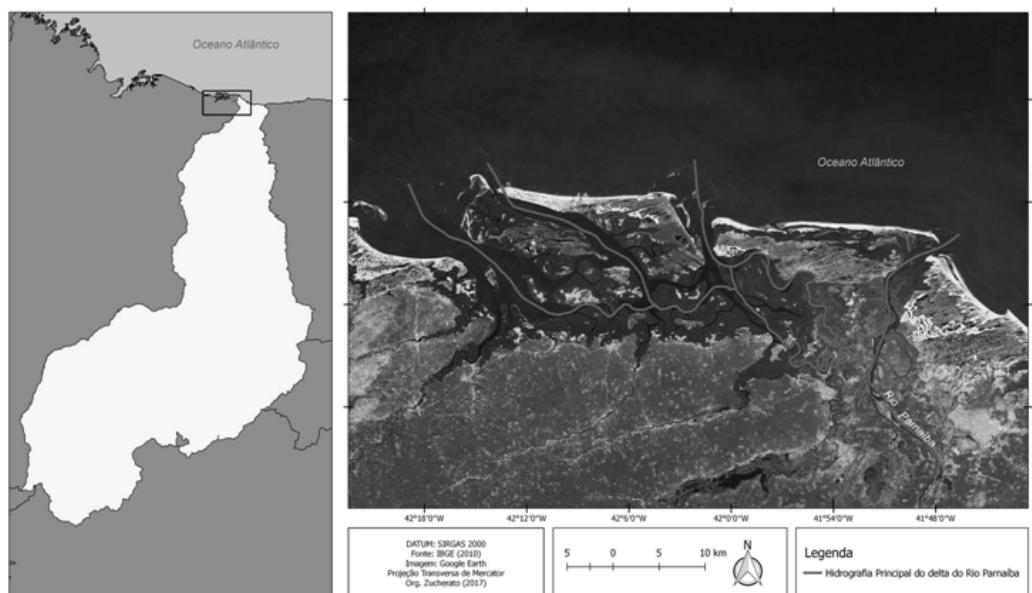 Oceano Atlântico
Oceano Atlântico
Rio Parnaíba
42°18'0"W 42°12'0"W 42°6'0"W 42°0'0"W 41°54'0"W 41°48'0"W
DATUM: SIRGAS 2000
Fonte: IBGE (2010)
Imagem: Google Earth
Projeção Transversa de Mercator
Org. Zucherato (2017)
5 0 5 10 km
N
Legenda
Hidrografia Principal do delta do Rio Parnaíba